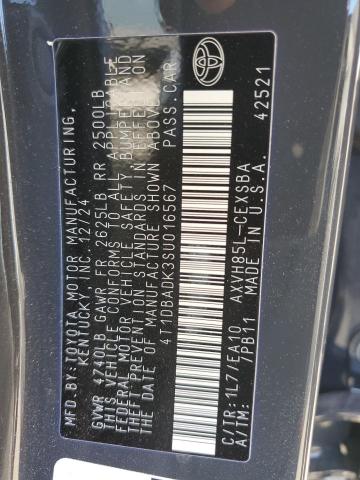 MFD. BY: TOYOTA MOTOR MANUFACTURING,
KENTUCKY, INC 12/24
GVWR 4740LB GAWR FR 2625LB RR 2500LB
THIS VEHICLE CONFORMS TO ALL APPLICABLE
FEDERAL MOTOR VEHICLE SAFETY, BUMPER, AND
THEFT PREVENTION STANDARDS IN EFFECT ON
THE DATE OF MANUFACTURE SHOWN ABOVE.
4T1DBADK3SU016567 PASS.CAR
C/TR:1L7/EA10 AXVH85L-CEXSBA
A/TM: /PB11 MADE IN U.S.A. 42521